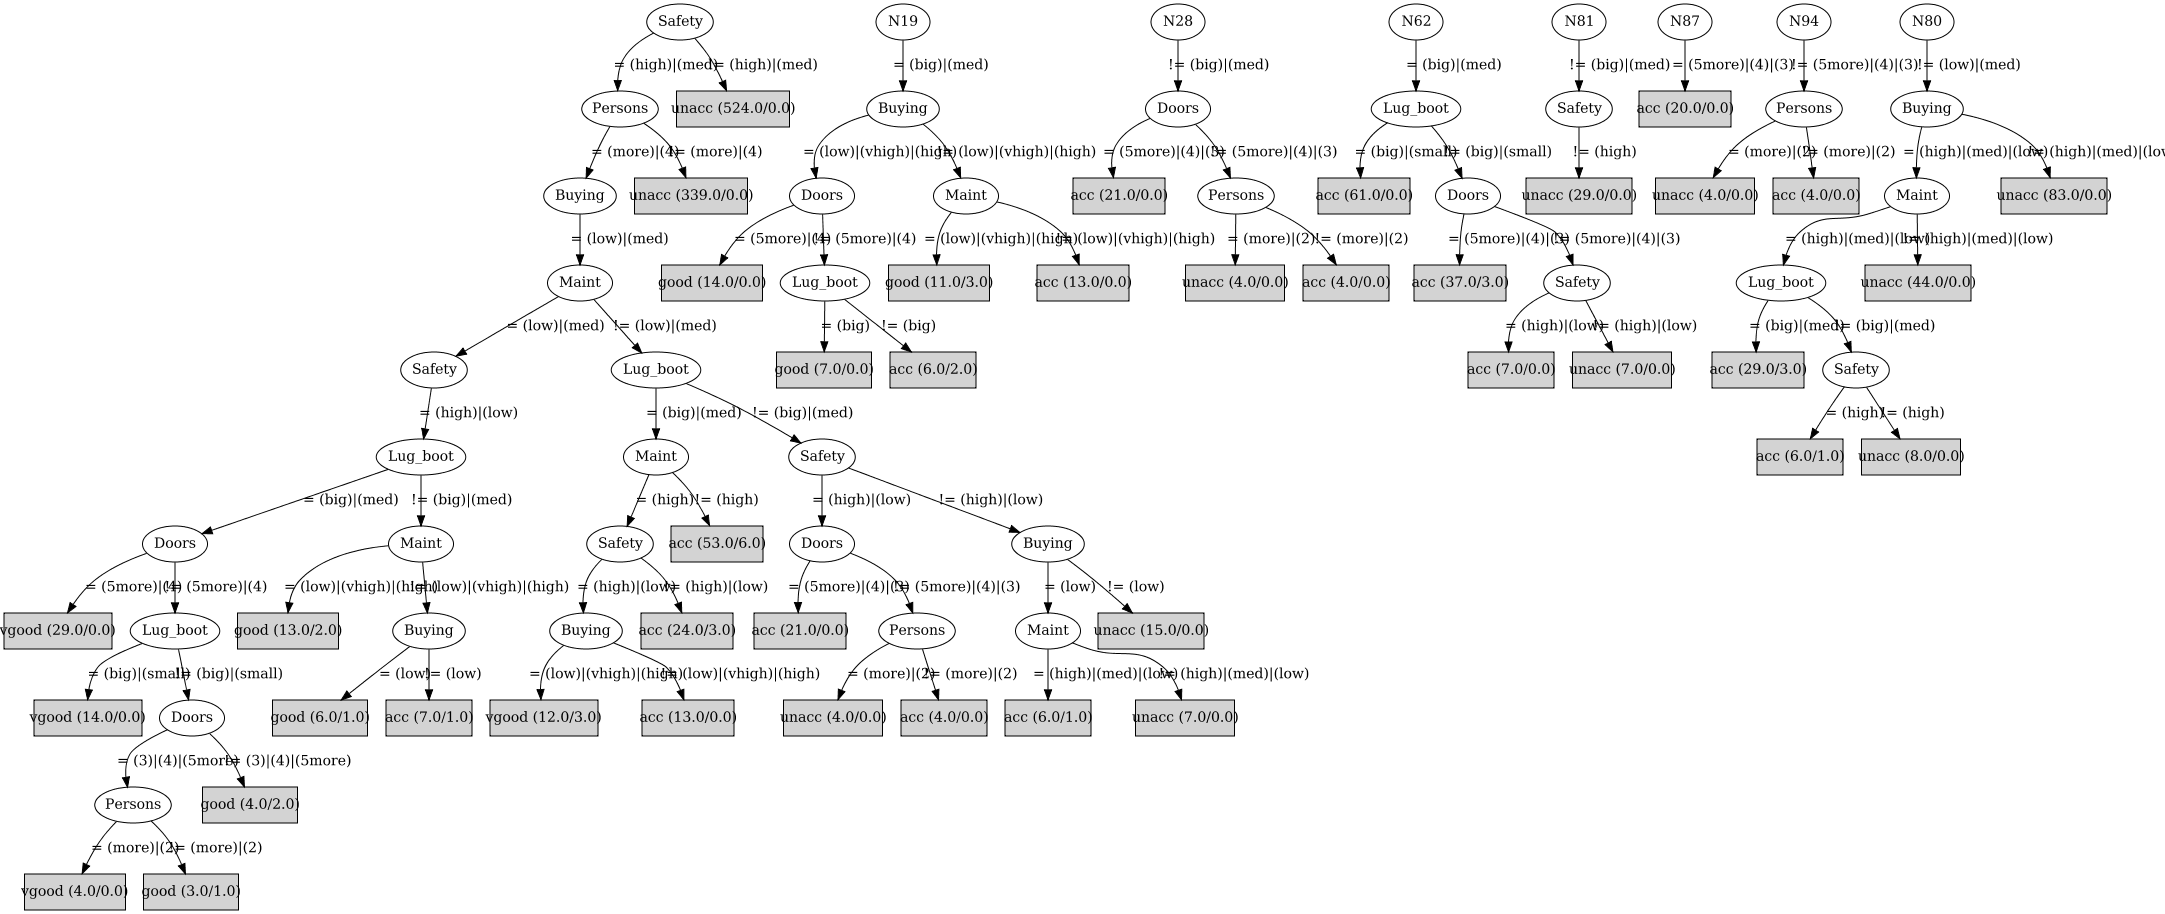 Safety N19 N28 N62 N81 N87 N94 N80
= (high)|(med) != (high)|(med) = (big)|(med) != (big)|(med) = (big)|(med) != (big)|(med) = (5more)|(4)|(3) != (5more)|(4)|(3) != (low)|(med)
Persons unacc (524.0/0.0) Buying Doors Lug_boot Safety acc (20.0/0.0) Persons Buying
= (more)|(4) != (more)|(4) = (low)|(vhigh)|(high) != (low)|(vhigh)|(high) = (5more)|(4)|(3) != (5more)|(4)|(3) = (big)|(small) != (big)|(small) != (high) = (more)|(2) != (more)|(2) = (high)|(med)|(low) != (high)|(med)|(low)
Buying unacc (339.0/0.0) Doors Maint acc (21.0/0.0) Persons acc (61.0/0.0) Doors unacc (29.0/0.0) unacc (4.0/0.0) acc (4.0/0.0) Maint unacc (83.0/0.0)
= (low)|(med) = (5more)|(4) != (5more)|(4) = (low)|(vhigh)|(high) != (low)|(vhigh)|(high) = (more)|(2) != (more)|(2) = (5more)|(4)|(3) != (5more)|(4)|(3) = (high)|(med)|(low) != (high)|(med)|(low)
Maint good (14.0/0.0) Lug_boot good (11.0/3.0) acc (13.0/0.0) unacc (4.0/0.0) acc (4.0/0.0) acc (37.0/3.0) Safety Lug_boot unacc (44.0/0.0)
= (low)|(med) != (low)|(med) = (big) != (big) = (high)|(low) != (high)|(low) = (big)|(med) != (big)|(med)
Safety Lug_boot good (7.0/0.0) acc (6.0/2.0) acc (7.0/0.0) unacc (7.0/0.0) acc (29.0/3.0) Safety
= (high)|(low) = (big)|(med) != (big)|(med) = (high) != (high)
Lug_boot Maint Safety acc (6.0/1.0) unacc (8.0/0.0)
= (big)|(med) != (big)|(med) = (high) != (high) = (high)|(low) != (high)|(low)
Doors Maint Safety acc (53.0/6.0) Doors Buying
= (5more)|(4) != (5more)|(4) = (low)|(vhigh)|(high) != (low)|(vhigh)|(high) = (high)|(low) != (high)|(low) = (5more)|(4)|(3) != (5more)|(4)|(3) = (low) != (low)
vgood (29.0/0.0) Lug_boot good (13.0/2.0) Buying Buying acc (24.0/3.0) acc (21.0/0.0) Persons Maint unacc (15.0/0.0)
= (big)|(small) != (big)|(small) = (low) != (low) = (low)|(vhigh)|(high) != (low)|(vhigh)|(high) = (more)|(2) != (more)|(2) = (high)|(med)|(low) != (high)|(med)|(low)
vgood (14.0/0.0) Doors good (6.0/1.0) acc (7.0/1.0) vgood (12.0/3.0) acc (13.0/0.0) unacc (4.0/0.0) acc (4.0/0.0) acc (6.0/1.0) unacc (7.0/0.0)
= (3)|(4)|(5more) != (3)|(4)|(5more)
Persons good (4.0/2.0)
= (more)|(2) != (more)|(2)
vgood (4.0/0.0) good (3.0/1.0)